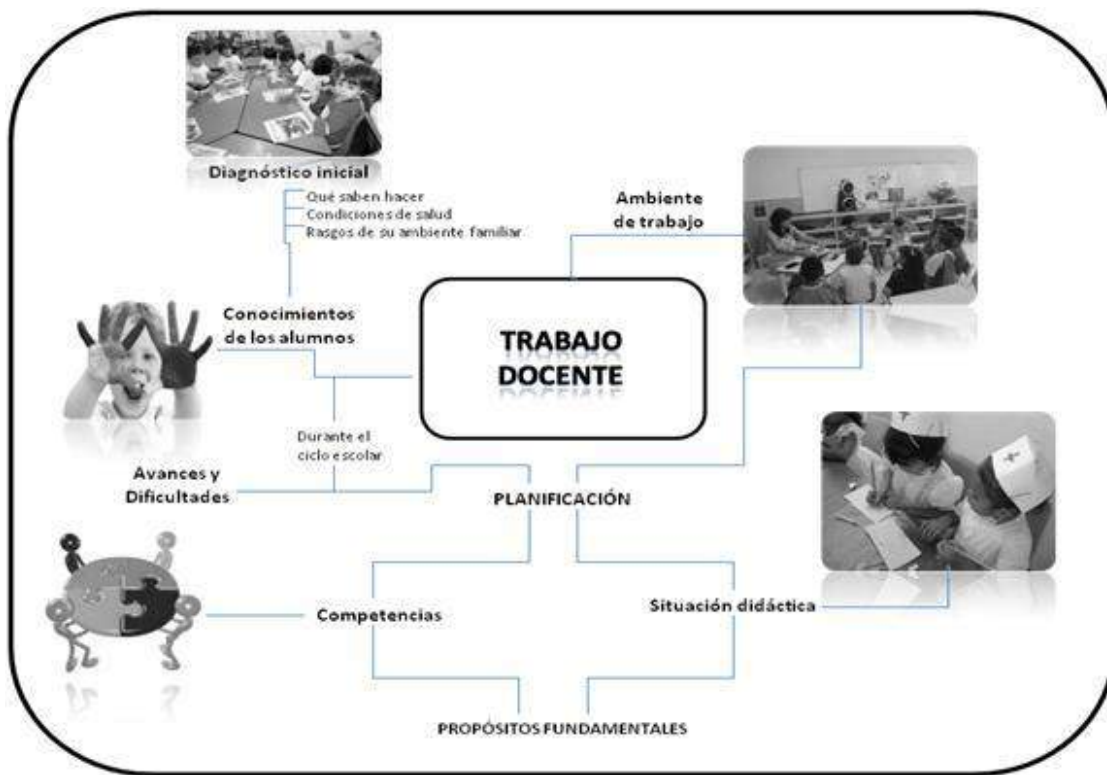 Diagnóstico inicial
Qué saben hacer
Condiciones de salud
Rasgos de su ambiente familiar
Ambiente
de trabajo
Conocimientos
de los alumnos
TRABAJO
DOCENTE
Durante el
ciclo escolar
Avances y
Dificultades
PLANIFICACIÓN
Competencias
Situación didáctica
PROPÓSITOS FUNDAMENTALES